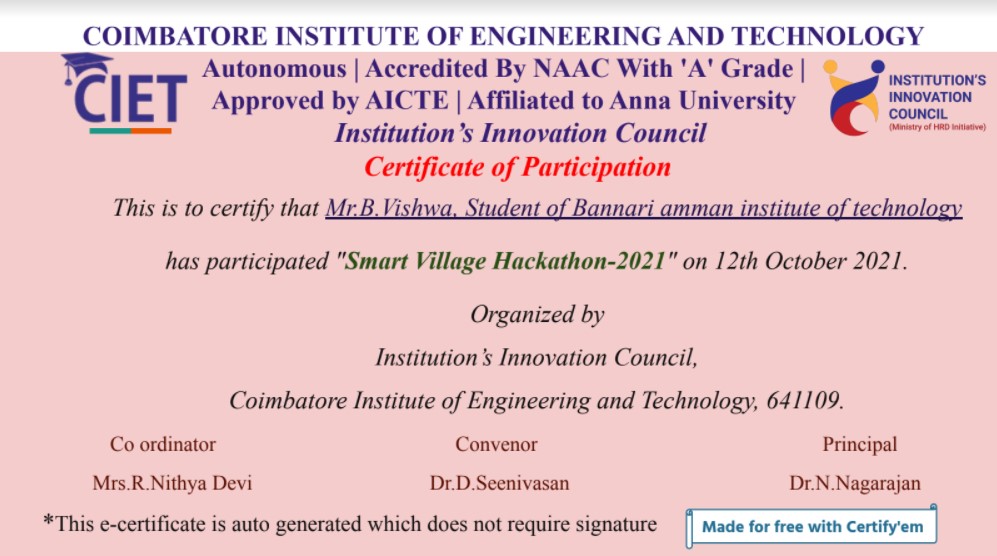 COIMBATORE INSTITUTE OF ENGINEERING AND TECHNOLOGY
CIET
Autonomous | Accredited By NAAC With 'A' Grade |
Approved by AICTE | Affiliated to Anna University
Institution's Innovation Council
INSTITUTION'S
INNOVATION
COUNCIL
(Ministry of HRD Initiative)
Certificate of Participation
This is to certify that Mr.B.Vishwa, Student of Bannari amman institute of technology
has participated "Smart Village Hackathon-2021" on 12th October 2021.
Organized by
Institution's Innovation Council,
Coimbatore Institute of Engineering and Technology, 641109.
Co ordinator Convenor Principal
Mrs.R.Nithya Devi Dr.D.Seenivasan Dr.N.Nagarajan
*This e-certificate is auto generated which does not require signature
Made for free with Certify'em